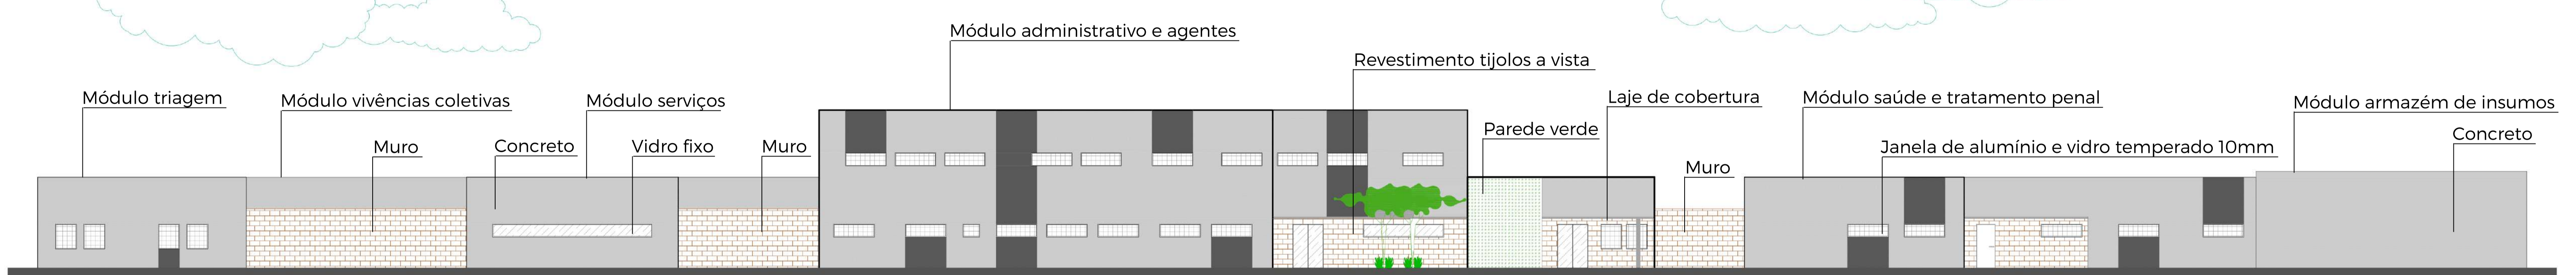 Módulo administrativo e agentes
Revestimento tijolos a vista
Módulo triagem
Módulo vivências coletivas
Módulo serviços
Laje de cobertura
Módulo saúde e tratamento penal
Módulo armazém de insumos
Muro
Concreto
Vidro fixo
Muro
Parede verde
Muro
Janela de alumínio e vidro temperado 10mm
Concreto